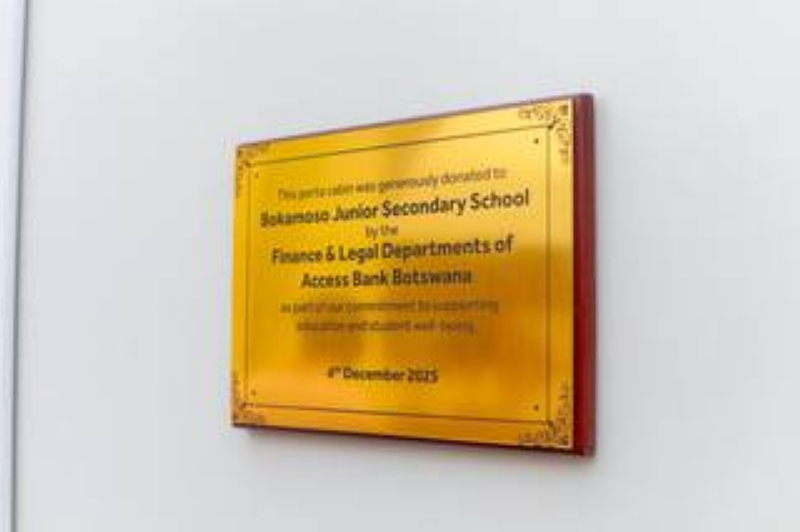 This porta cabin was generously donated to
Bokamoso Junior Secondary School
by the
Finance & Legal Departments of
Access Bank Botswana
as part of our commitment to supporting
education and student well-being.
4th December 2025